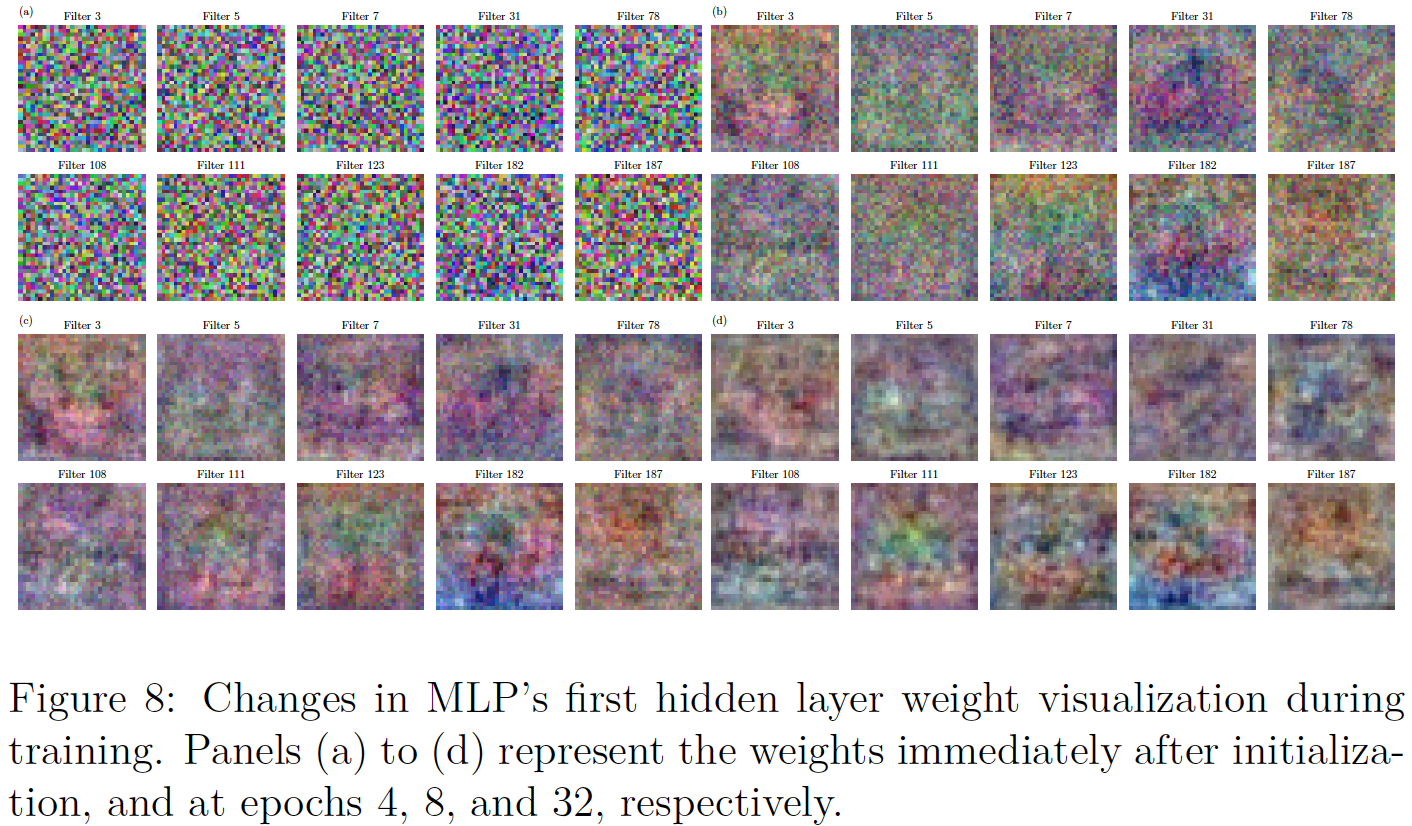 (a)
Filter 3 Filter 5 Filter 7 Filter 31 Filter 78
Filter 108 Filter 111 Filter 123 Filter 182 Filter 187
(b)
Filter 3 Filter 5 Filter 7 Filter 31 Filter 78
Filter 108 Filter 111 Filter 123 Filter 182 Filter 187
(c)
Filter 3 Filter 5 Filter 7 Filter 31 Filter 78
Filter 108 Filter 111 Filter 123 Filter 182 Filter 187
(d)
Filter 3 Filter 5 Filter 7 Filter 31 Filter 78
Filter 108 Filter 111 Filter 123 Filter 182 Filter 187
Figure 8: Changes in MLP's first hidden layer weight visualization during
training. Panels (a) to (d) represent the weights immediately after initializa-
tion, and at epochs 4, 8, and 32, respectively.